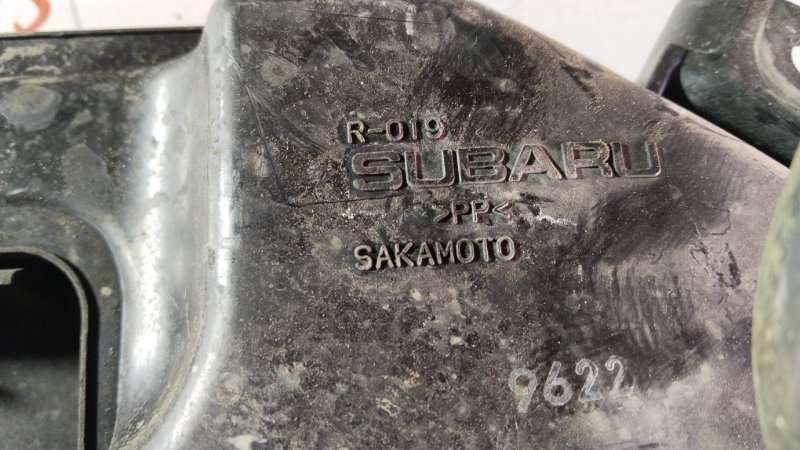 R-019
SUBARU
>PP<
SAKAMOTO
9622